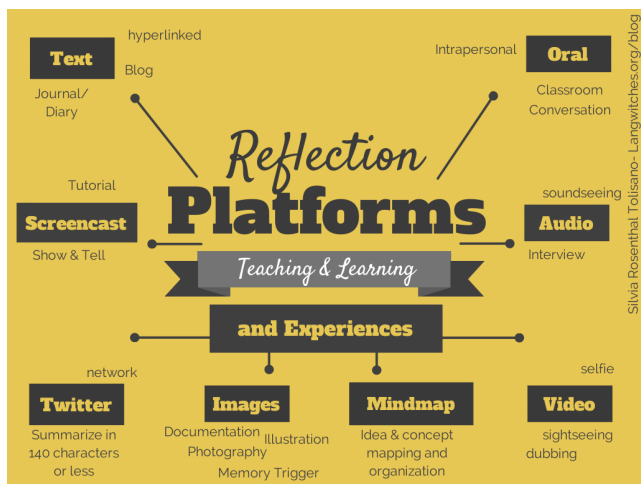 hyperlinked
Text
Blog
Journal/
Diary
Intrapersonal
Oral
Classroom
Conversation
Reflection
Platforms
Teaching & Learning
and Experiences
Tutorial
Screencast
Show & Tell
soundseeing
Audio
Interview
network
Twitter
Summarize in
140 characters
or less
Images
Documentation
Illustration
Photography
Memory Trigger
Mindmap
Idea & concept
mapping and
organization
selfie
Video
sightseeing
dubbing
Silvia Rosenthal Tolisano- Langwitches.org/blog